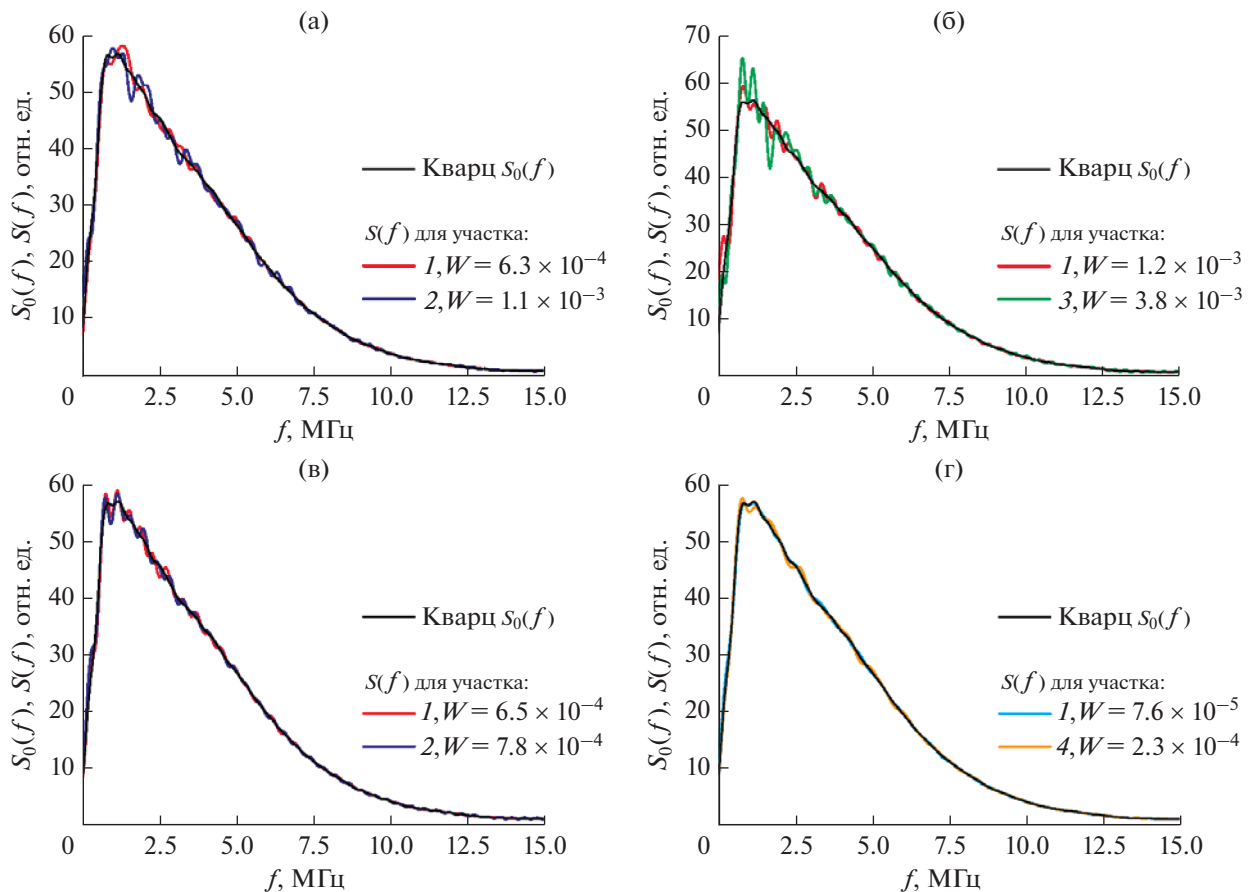 (а)
S₀(f), S(f), отн. ед.
60
50
40
30
20
10
0
2.5
5.0
7.5
10.0
12.5
15.0
f, МГц
Кварц S₀(f)
S(f) для участка:
1, W = 6.3 × 10⁻⁴
2, W = 1.1 × 10⁻³
(б)
S₀(f), S(f), отн. ед.
70
60
50
40
30
20
10
0
2.5
5.0
7.5
10.0
12.5
15.0
f, МГц
Кварц S₀(f)
S(f) для участка:
1, W = 1.2 × 10⁻³
3, W = 3.8 × 10⁻³
(в)
S₀(f), S(f), отн. ед.
60
50
40
30
20
10
0
2.5
5.0
7.5
10.0
12.5
15.0
f, МГц
Кварц S₀(f)
S(f) для участка:
1, W = 6.5 × 10⁻⁴
2, W = 7.8 × 10⁻⁴
(г)
S₀(f), S(f), отн. ед.
60
50
40
30
20
10
0
2.5
5.0
7.5
10.0
12.5
15.0
f, МГц
Кварц S₀(f)
S(f) для участка:
1, W = 7.6 × 10⁻⁵
4, W = 2.3 × 10⁻⁴